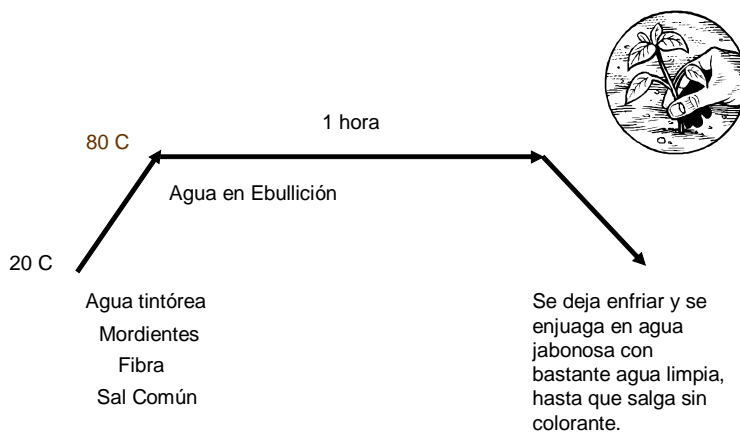 1 hora
80 C
Agua en Ebullición
20 C
Agua tintórea
Mordientes
Fibra
Sal Común
Se deja enfriar y se
enjuaga en agua
jabonosa con
bastante agua limpia,
hasta que salga sin
colorante.